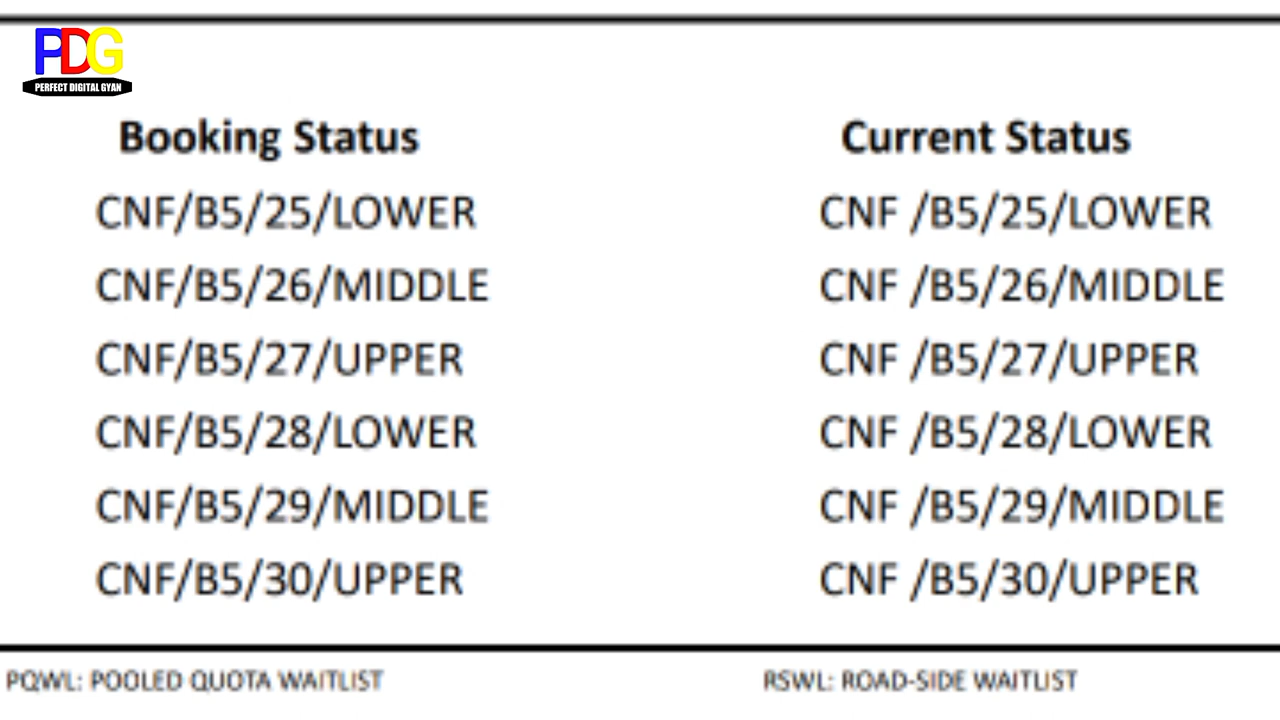 PDG
PERFECT DIGITAL GYAN
Booking Status Current Status
CNF/B5/25/LOWER CNF /B5/25/LOWER
CNF/B5/26/MIDDLE CNF /B5/26/MIDDLE
CNF/B5/27/UPPER CNF /B5/27/UPPER
CNF/B5/28/LOWER CNF /B5/28/LOWER
CNF/B5/29/MIDDLE CNF /B5/29/MIDDLE
CNF/B5/30/UPPER CNF /B5/30/UPPER
PQWL: POOLED QUOTA WAITLIST RSWL: ROAD-SIDE WAITLIST